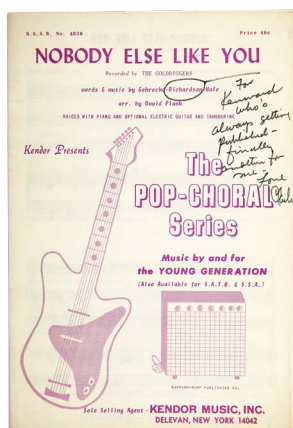 S.S.A.B. No. 4030 Price 40¢
NOBODY ELSE LIKE YOU
Recorded by THE GOLDDIGGERS
words & music by Gehrecke-Richardson-Hale
arr. by David Plank
VOICES WITH PIANO AND OPTIONAL ELECTRIC GUITAR AND TAMBOURINE
For
Kenward
who's
always getting
published -
finally
for
me -
Love
Kendor Presents
The
POP-CHORAL
Series
Music by and for
the YOUNG GENERATION
(Also Available for S.A.T.B. & S.S.A.)
PUBLISHING CO.
Sole Selling Agent - KENDOR MUSIC, INC.
DELEVAN, NEW YORK 14042